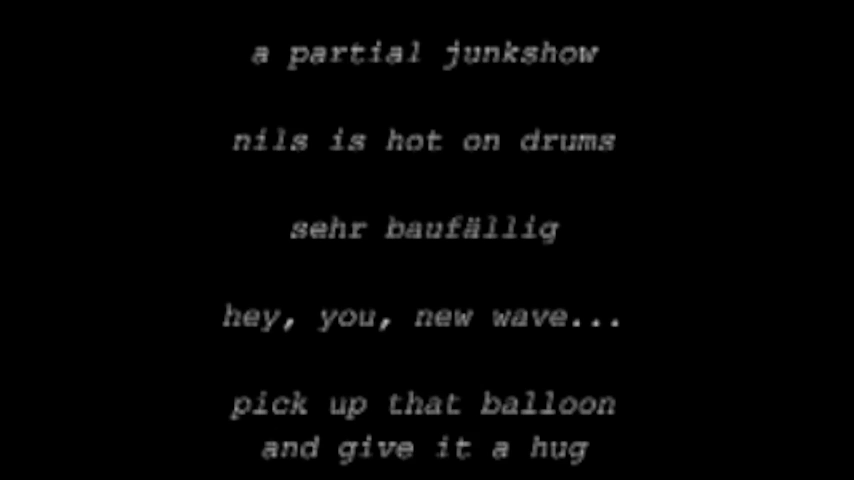 a partial junkshow
nils is hot on drums
sehr baufällig
hey, you, new wave...
pick up that balloon
and give it a hug